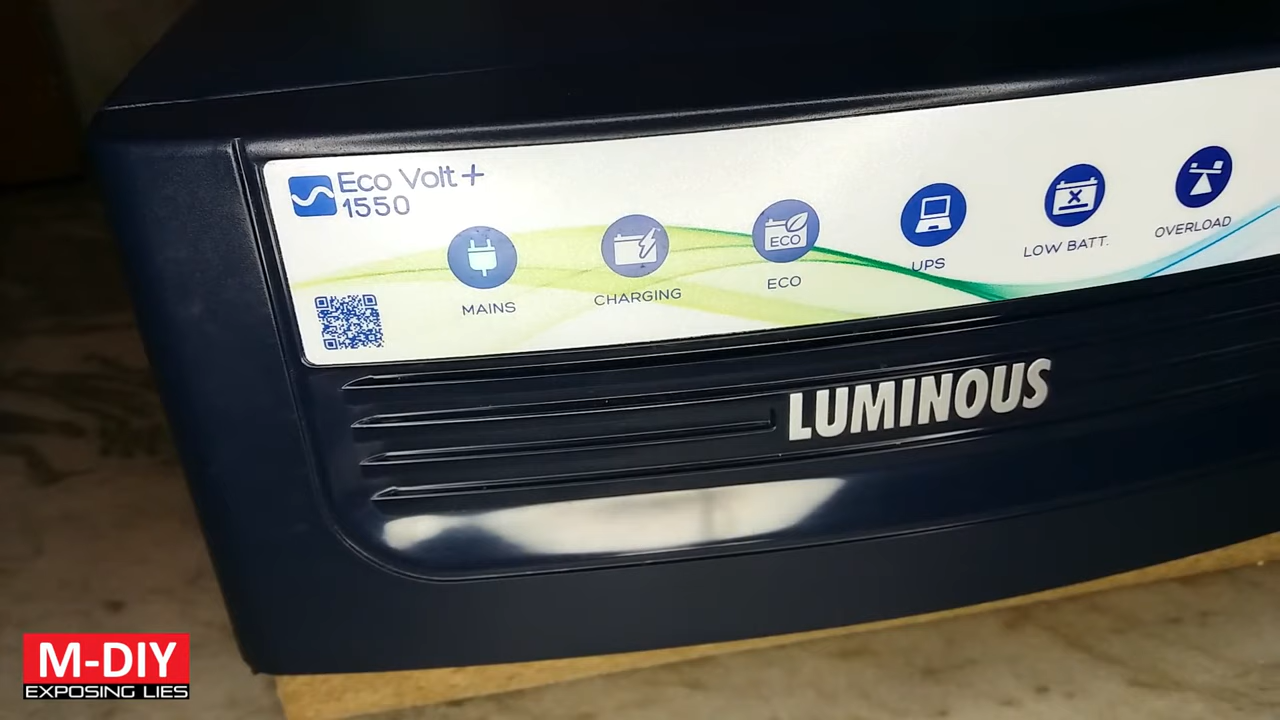 Eco Volt+
1550
MAINS
CHARGING
ECO
ECO
UPS
LOW BATT.
OVERLOAD
LUMINOUS
M-DIY
EXPOSING LIES